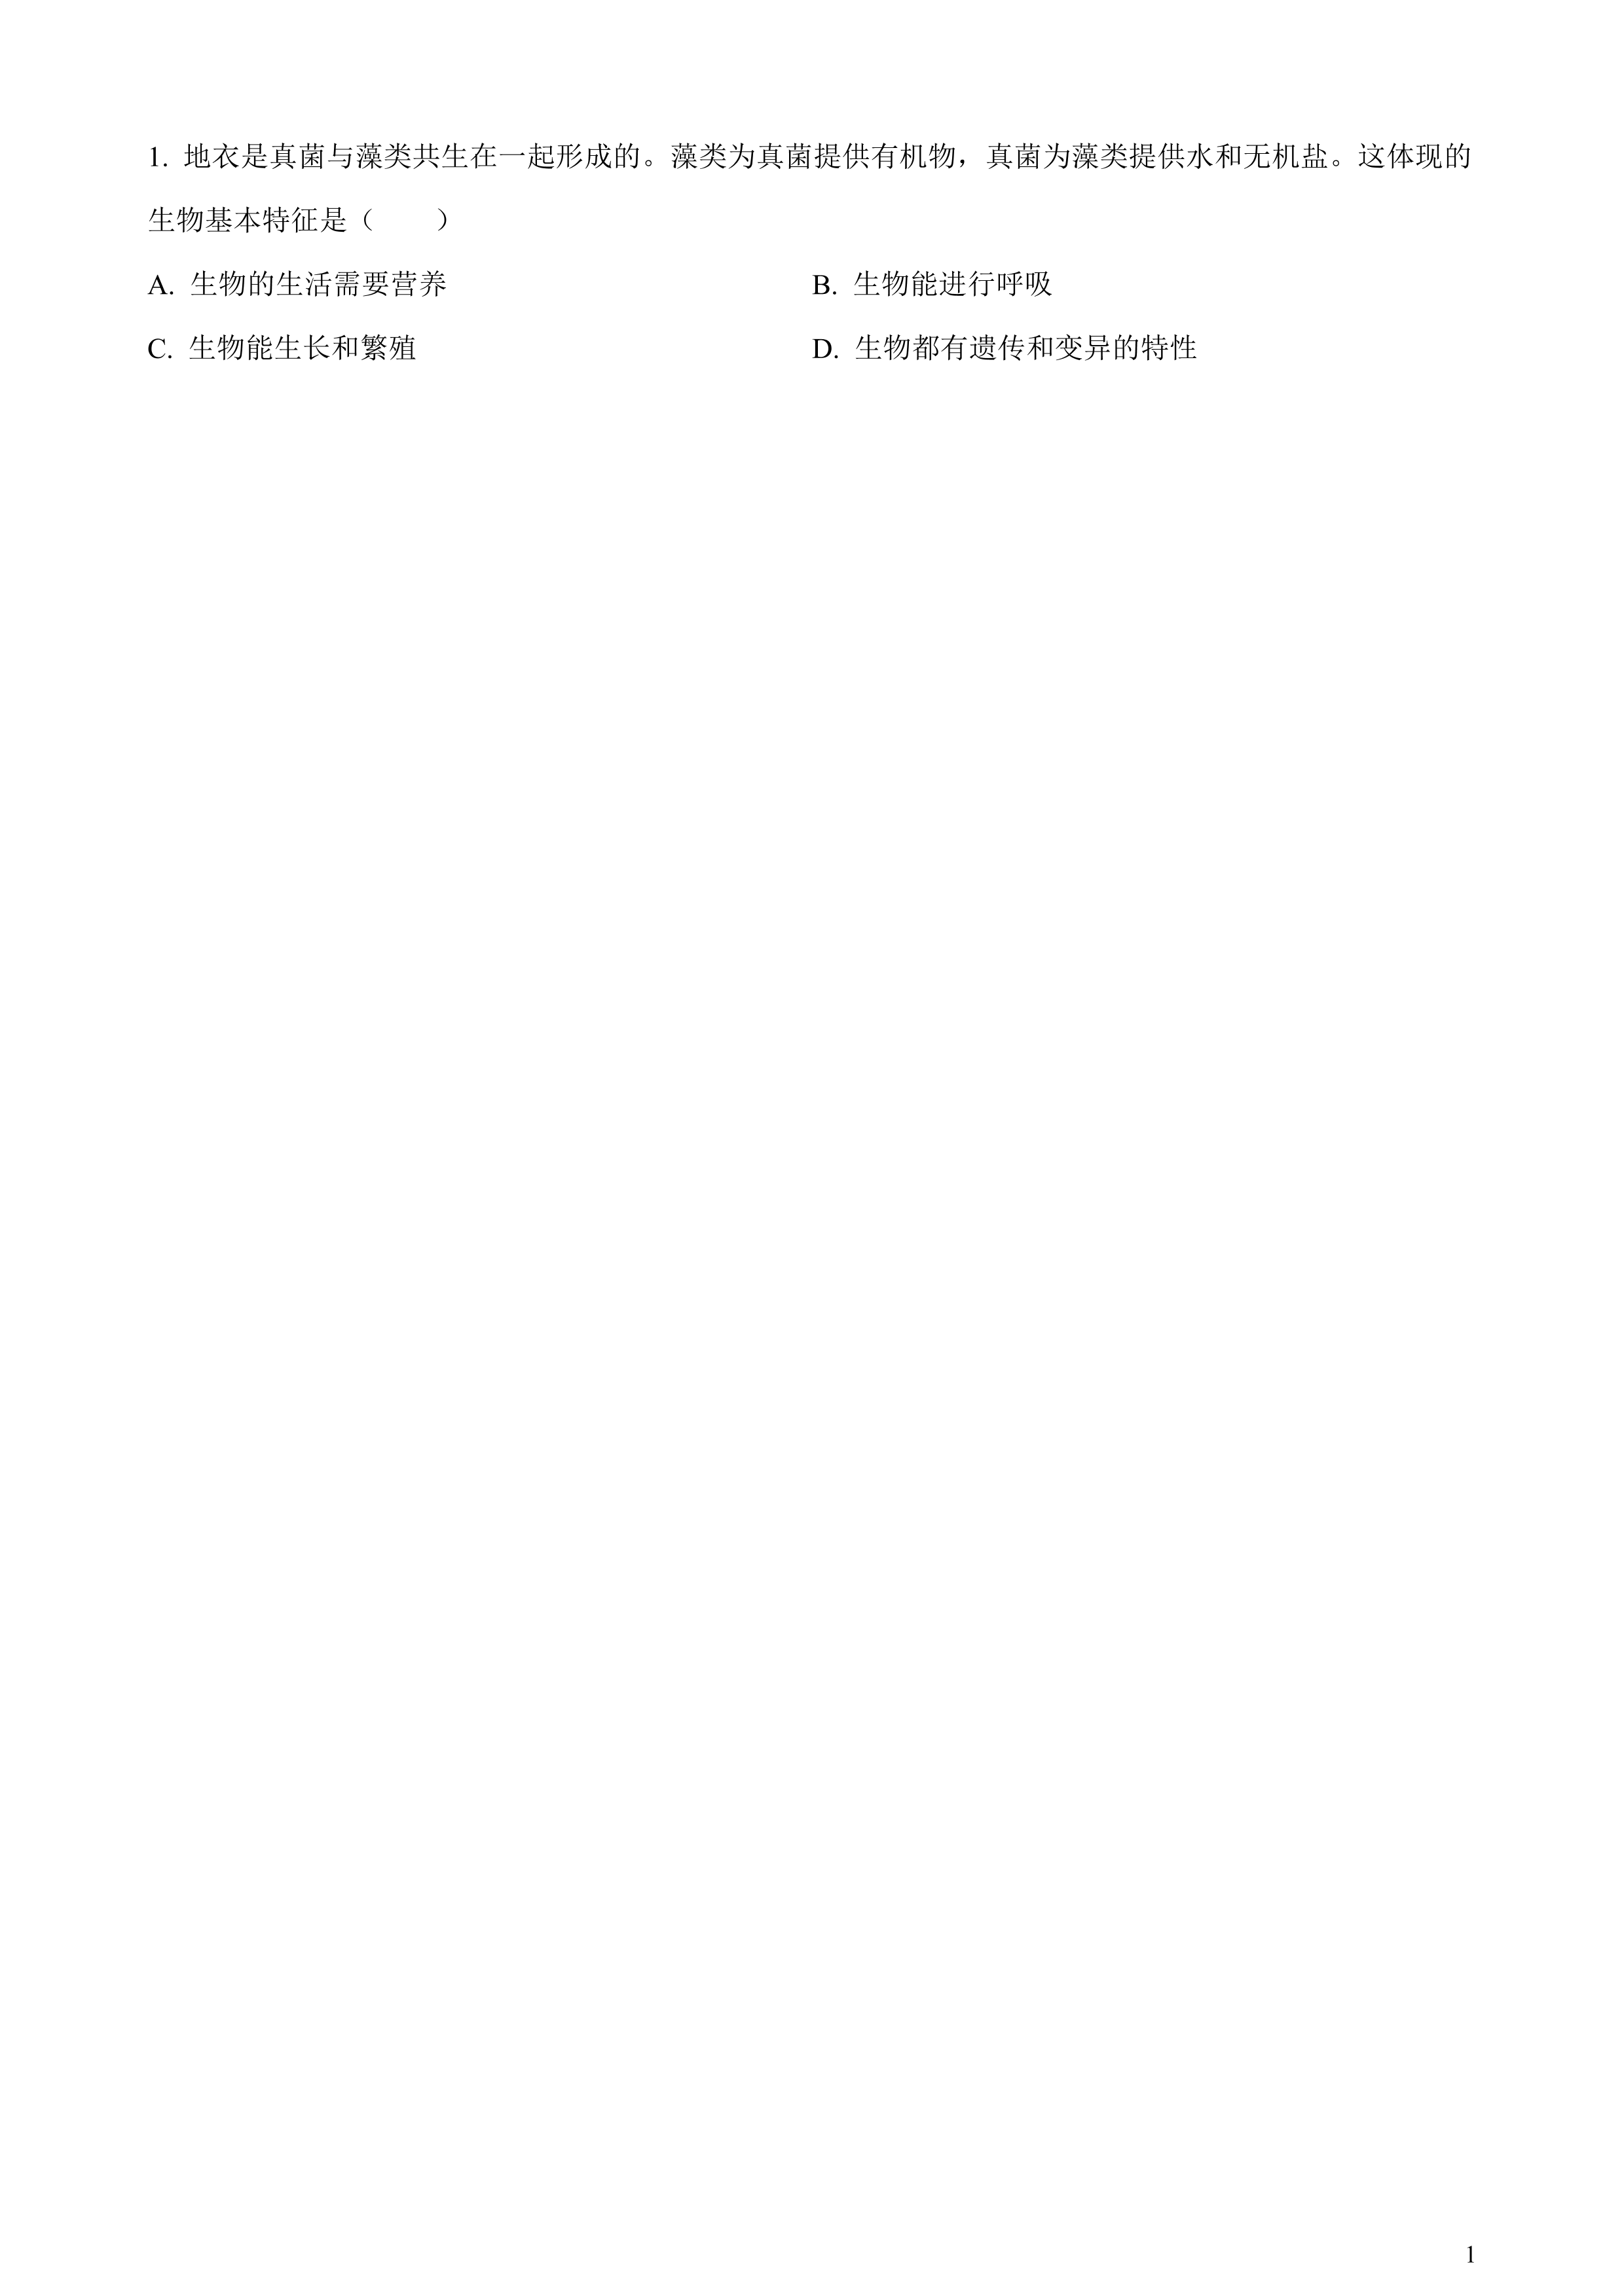 1. 地衣是真菌与藻类共生在一起形成的。藻类为真菌提供有机物，真菌为藻类提供水和无机盐。这体现的
生物基本特征是（　　）
A. 生物的生活需要营养 B. 生物能进行呼吸
C. 生物能生长和繁殖 D. 生物都有遗传和变异的特性
1